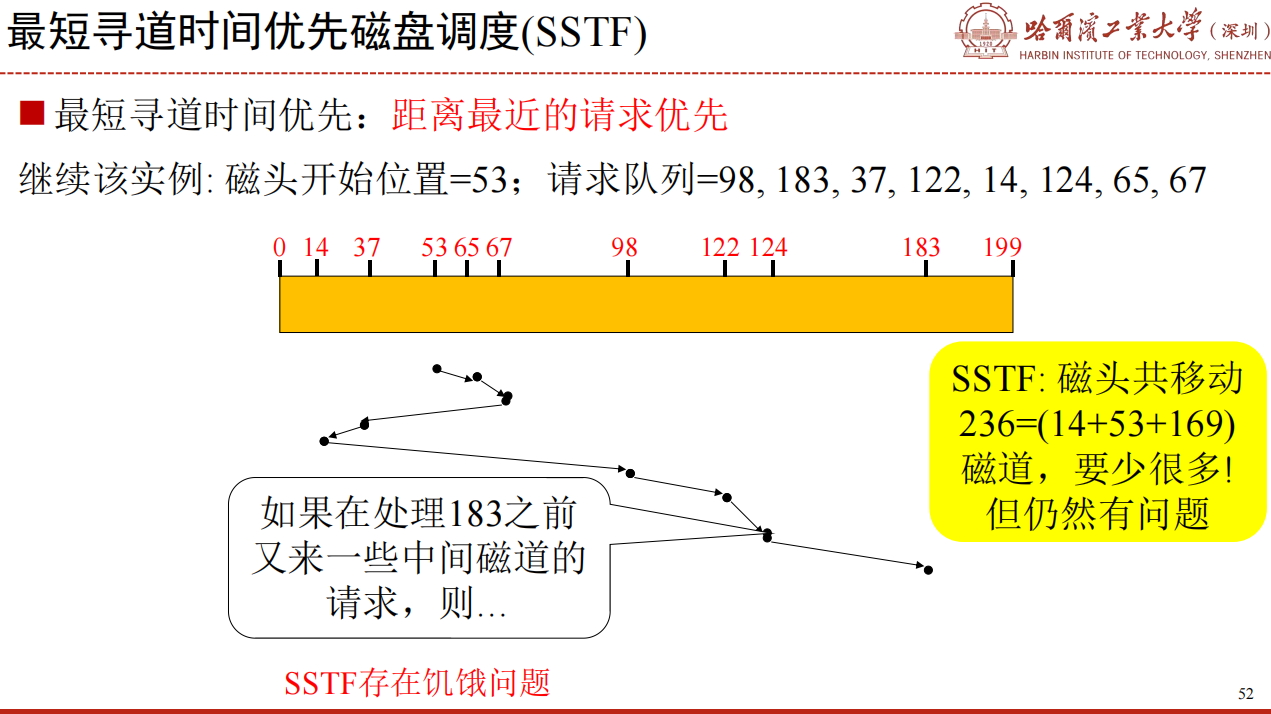 最短寻道时间优先磁盘调度(SSTF)
哈爾濱工業大學(深圳)
HARBIN INSTITUTE OF TECHNOLOGY, SHENZHEN
1920
HIT
最短寻道时间优先：距离最近的请求优先
继续该实例: 磁头开始位置=53；请求队列=98, 183, 37, 122, 14, 124, 65, 67
0 14 37 53 65 67 98 122 124 183 199
SSTF: 磁头共移动
236=(14+53+169)
磁道，要少很多!
但仍然有问题
如果在处理183之前
又来一些中间磁道的
请求，则…
SSTF存在饥饿问题
52